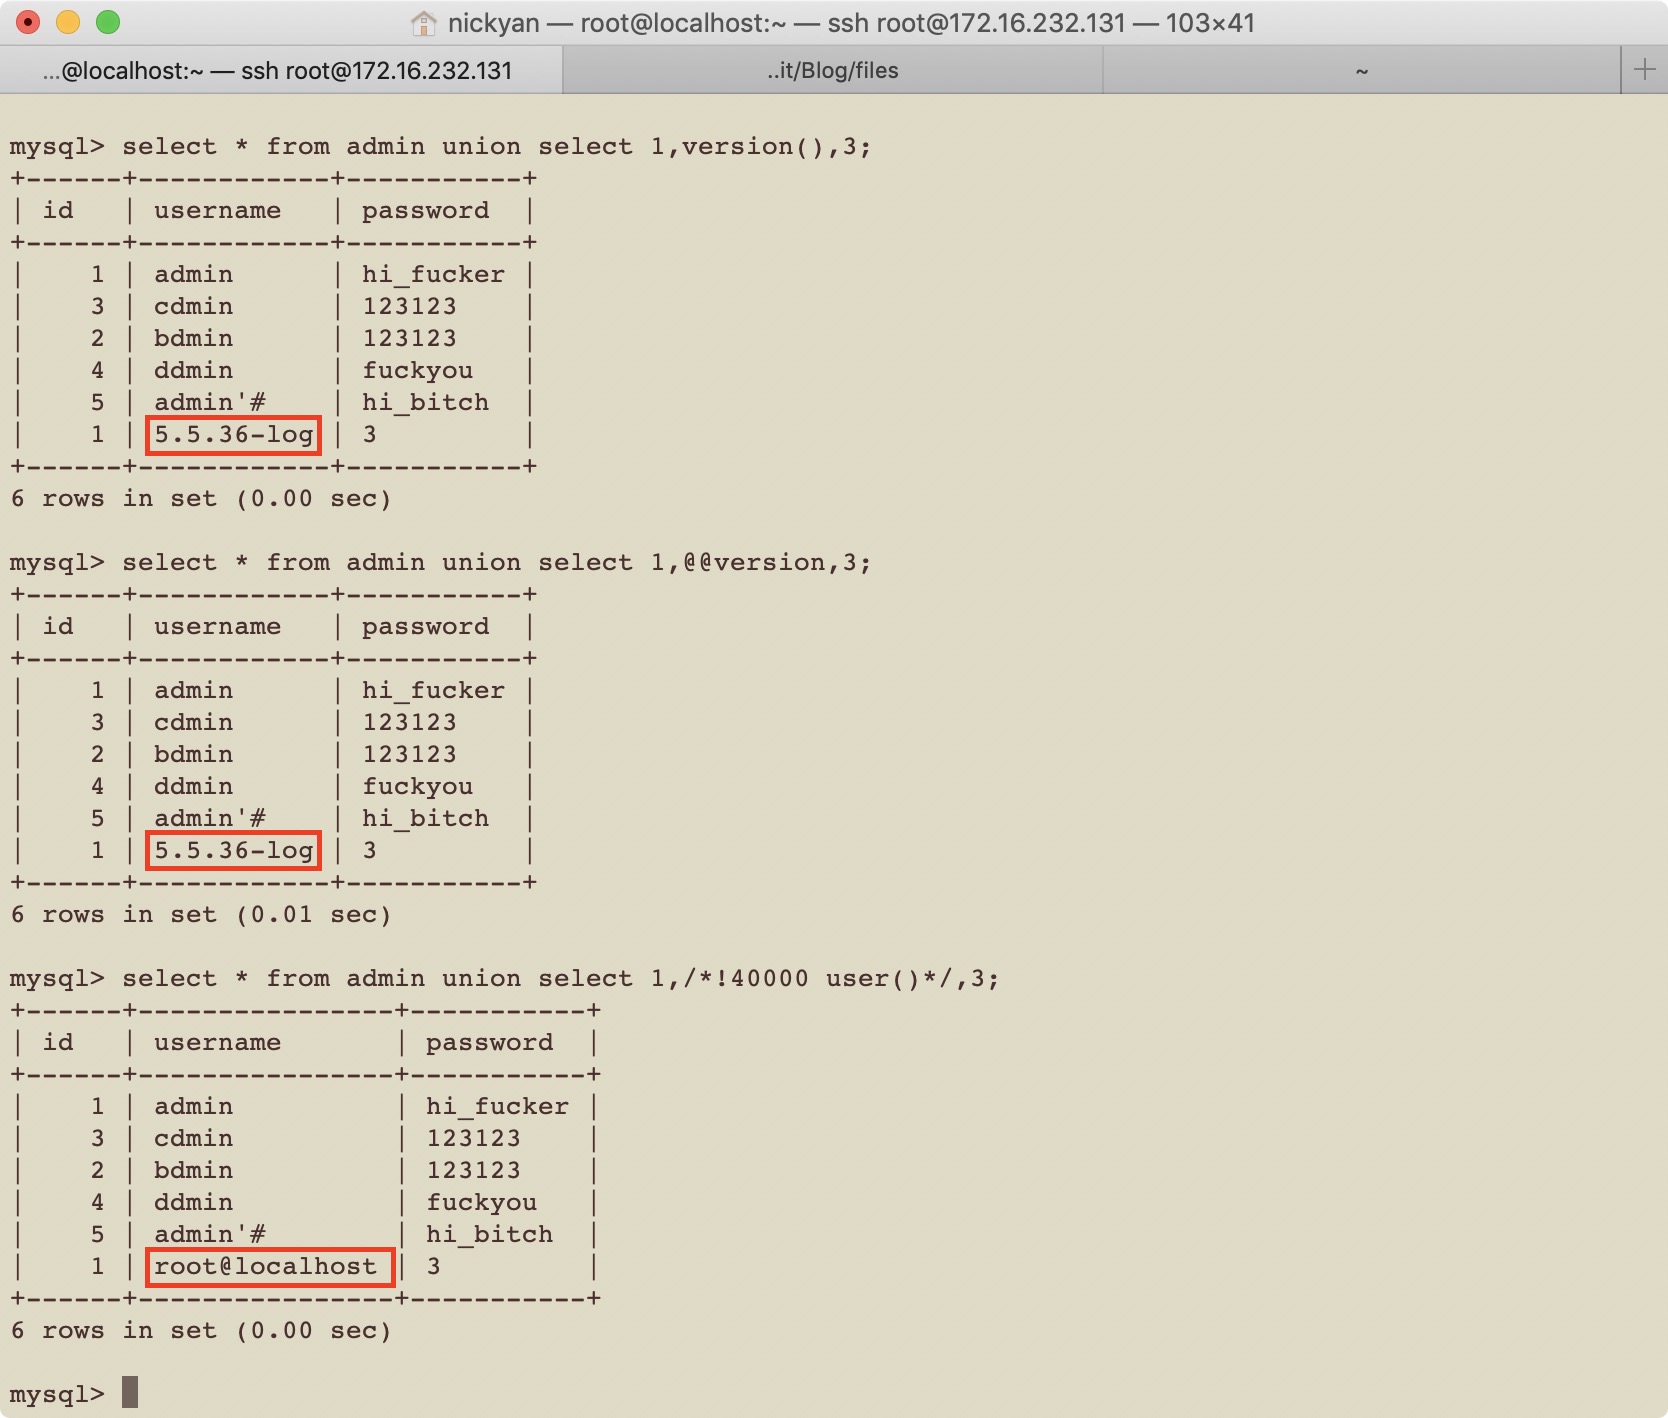 nickyan — root@localhost:~ — ssh root@172.16.232.131 — 103×41
...@localhost:~ — ssh root@172.16.232.131
..it/Blog/files
~
+
mysql> select * from admin union select 1,version(),3;
+------+------------+-----------+
| id   | username   | password  |
+------+------------+-----------+
|    1 | admin      | hi_fucker |
|    3 | cdmin      | 123123    |
|    2 | bdmin      | 123123    |
|    4 | ddmin      | fuckyou   |
|    5 | admin'#    | hi_bitch  |
|    1 | 5.5.36-log | 3         |
+------+------------+-----------+
6 rows in set (0.00 sec)
mysql> select * from admin union select 1,@@version,3;
+------+------------+-----------+
| id   | username   | password  |
+------+------------+-----------+
|    1 | admin      | hi_fucker |
|    3 | cdmin      | 123123    |
|    2 | bdmin      | 123123    |
|    4 | ddmin      | fuckyou   |
|    5 | admin'#    | hi_bitch  |
|    1 | 5.5.36-log | 3         |
+------+------------+-----------+
6 rows in set (0.01 sec)
mysql> select * from admin union select 1,/*!40000 user()*/,3;
+------+----------------+-----------+
| id   | username       | password  |
+------+----------------+-----------+
|    1 | admin          | hi_fucker |
|    3 | cdmin          | 123123    |
|    2 | bdmin          | 123123    |
|    4 | ddmin          | fuckyou   |
|    5 | admin'#        | hi_bitch  |
|    1 | root@localhost | 3         |
+------+----------------+-----------+
6 rows in set (0.00 sec)
mysql>